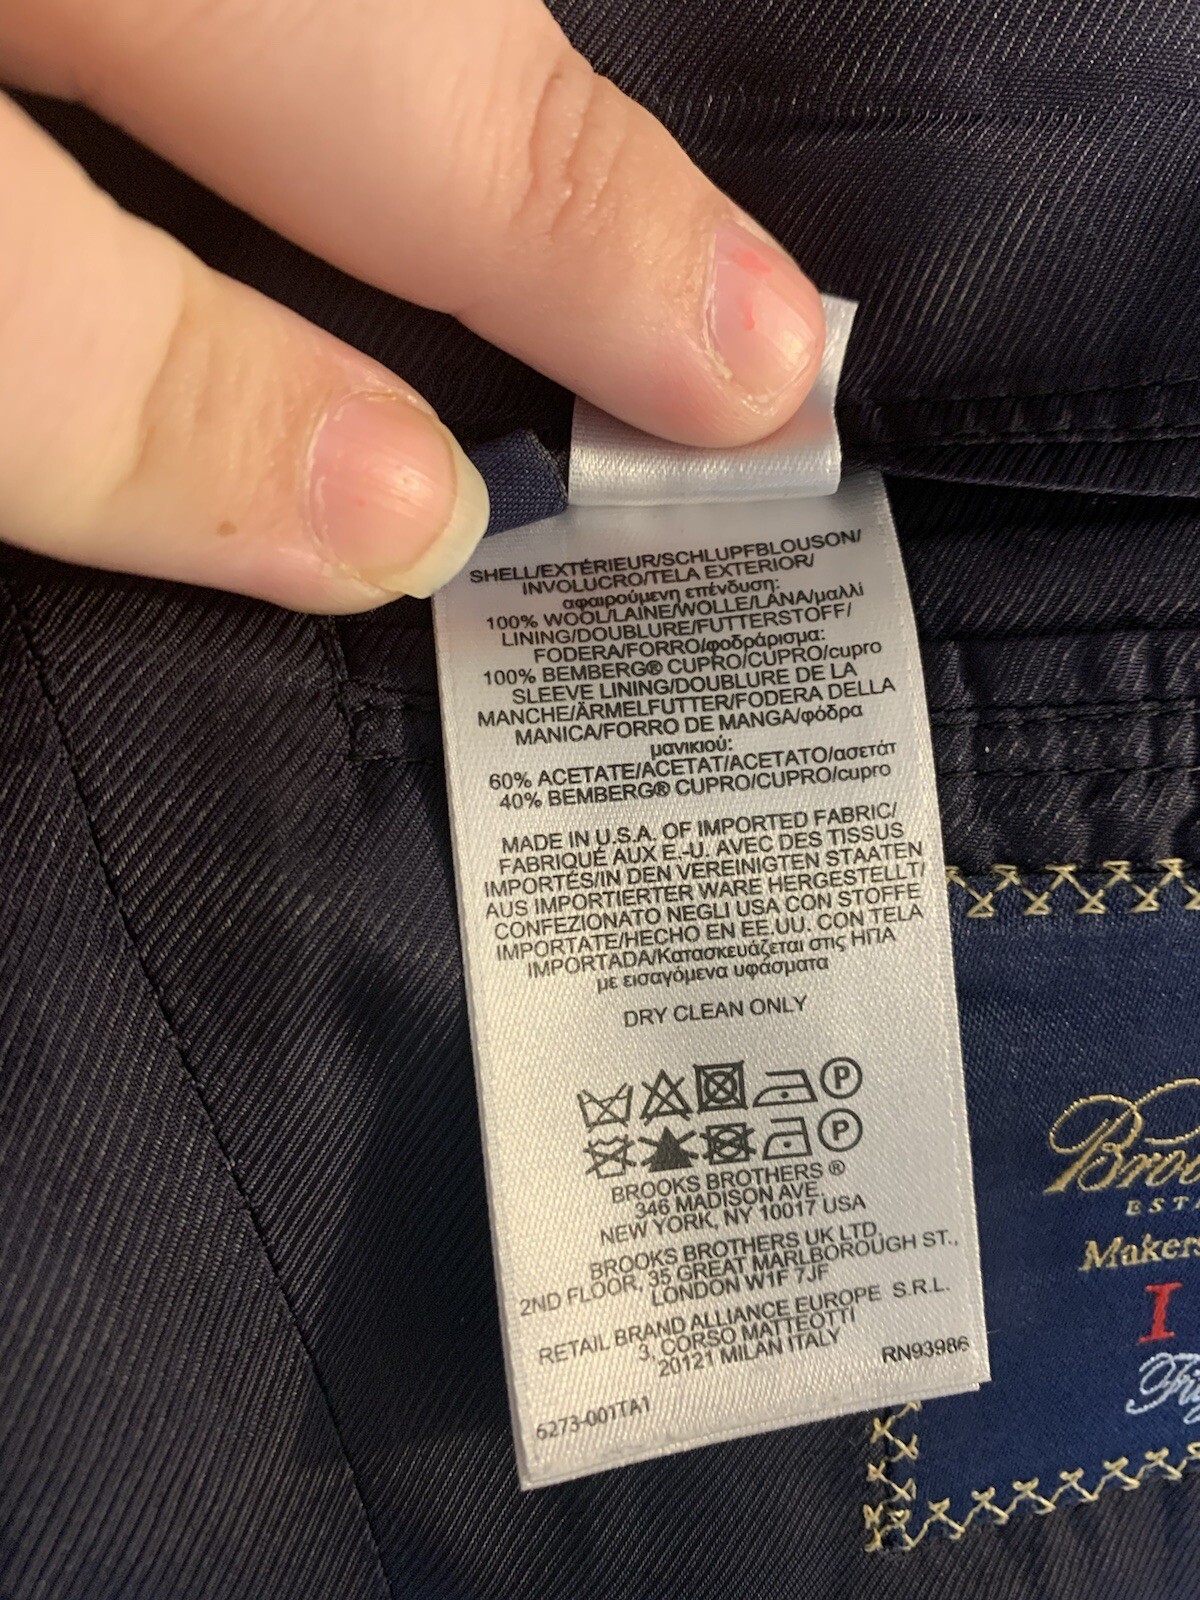 SHELL/EXTÉRIEUR/SCHLUPFBLOUSON/
INVOLUCRO/TELA EXTERIOR/
αφαιρούμενη επένδυση:
100% WOOL/LAINE/WOLLE/LANA/μαλλί
LINING/DOUBLURE/FUTTERSTOFF/
FODERA/FORRO/φοδράρισμα:
100% BEMBERG® CUPRO/CUPRO/cupro
SLEEVE LINING/DOUBLURE DE LA
MANCHE/ÄRMELFUTTER/FODERA DELLA
MANICA/FORRO DE MANGA/φόδρα
μανικιού:
60% ACETATE/ACETAT/ACETATO/ασετάτ
40% BEMBERG® CUPRO/CUPRO/cupro
MADE IN U.S.A. OF IMPORTED FABRIC/
FABRIQUÉ AUX E.-U. AVEC DES TISSUS
IMPORTÉS/IN DEN VEREINIGTEN STAATEN
AUS IMPORTIERTER WARE HERGESTELLT/
CONFEZIONATO NEGLI USA CON STOFFE
IMPORTATE/HECHO EN EE.UU. CON TELA
IMPORTADA/Κατασκευάζεται στις ΗΠΑ
με εισαγόμενα υφάσματα
DRY CLEAN ONLY
P
P
BROOKS BROTHERS ®
346 MADISON AVE.
NEW YORK, NY 10017 USA
BROOKS BROTHERS UK LTD.
2ND FLOOR, 35 GREAT MARLBOROUGH ST.,
LONDON W1F 7JF
RETAIL BRAND ALLIANCE EUROPE S.R.L.
3, CORSO MATTEOTTI
20121 MILAN ITALY
RN93986
6273-001TA1
Broo
ESTA
Makers
1